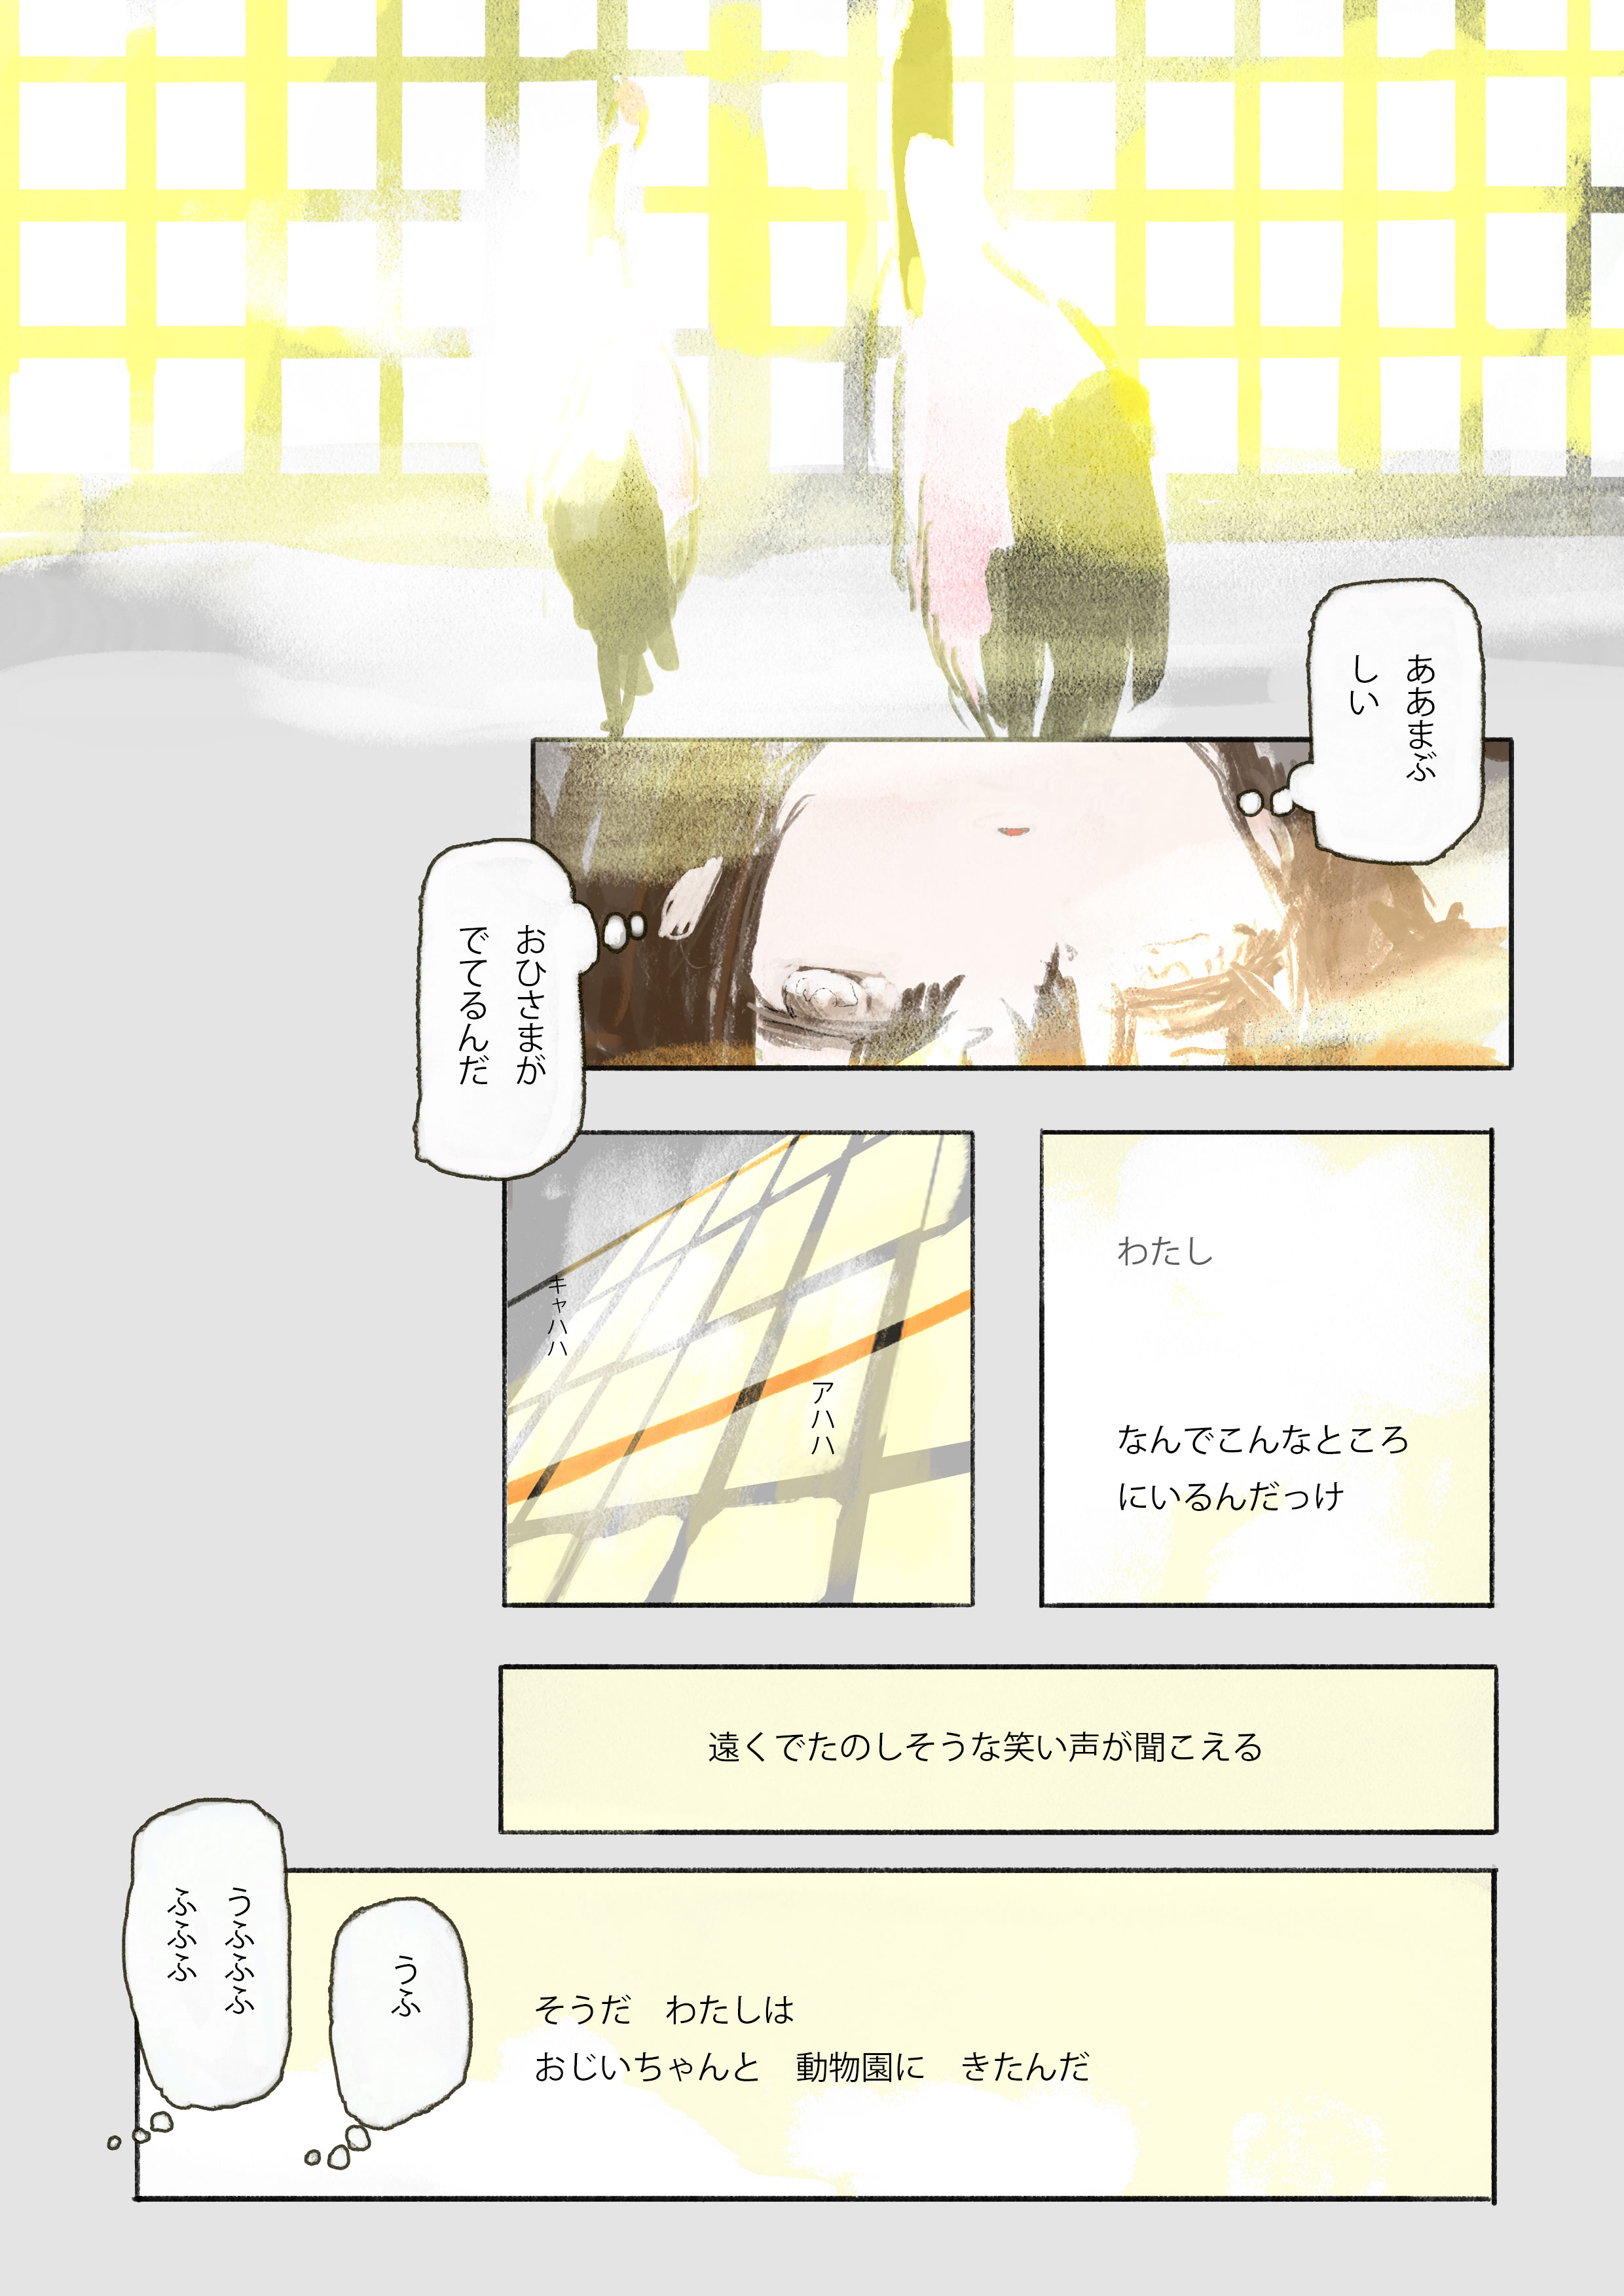 ああまぶ
しい
おひさまが
でてるんだ
わたし
なんでこんなところ
にいるんだっけ
アハハ
キャハハ
遠くでたのしそうな笑い声が聞こえる
そうだ　わたしは
おじいちゃんと　動物園に　きたんだ
うふ
うふふふ
ふふふ